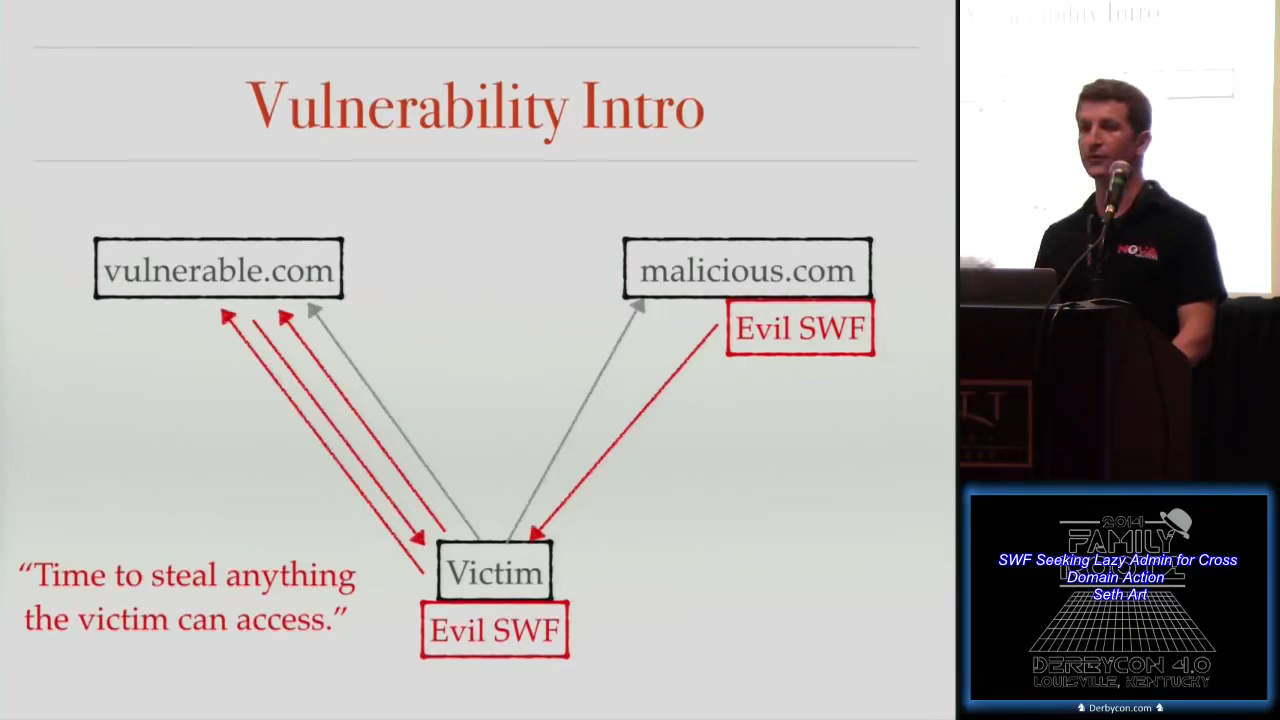 Vulnerability Intro
vulnerable.com
malicious.com
Evil SWF
Victim
Evil SWF
“Time to steal anything
the victim can access.”
NOVA
2014
FAMILY
SWF Seeking Lazy Admin for Cross
Domain Action
Seth Art
DERBYCON 4.0
LOUISVILLE, KENTUCKY
Derbycon.com